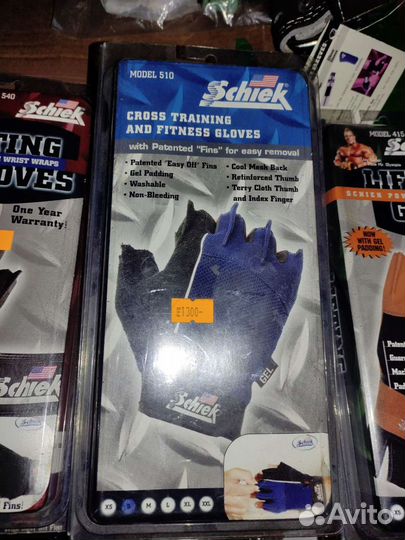 MODEL 510
Schiek
CROSS TRAINING
AND FITNESS GLOVES
with Patented "Fins" for easy removal
• Patented "Easy Off" Fins
• Gel Padding
• Washable
• Non-Bleeding
• Cool Mesh Back
• Reinforced Thumb
• Terry Cloth Thumb
and Index Finger
1300-
GEL
Schiek
XS S M L XL XXL
540
Schiek
TING
WRIST WRAPS
OVES
One Year
Warranty!
Schiek
Fins!
MODEL 415
LIF
SCHIEK POW
G
NOW
WITH GEL
PADDING!
Patented
Avito